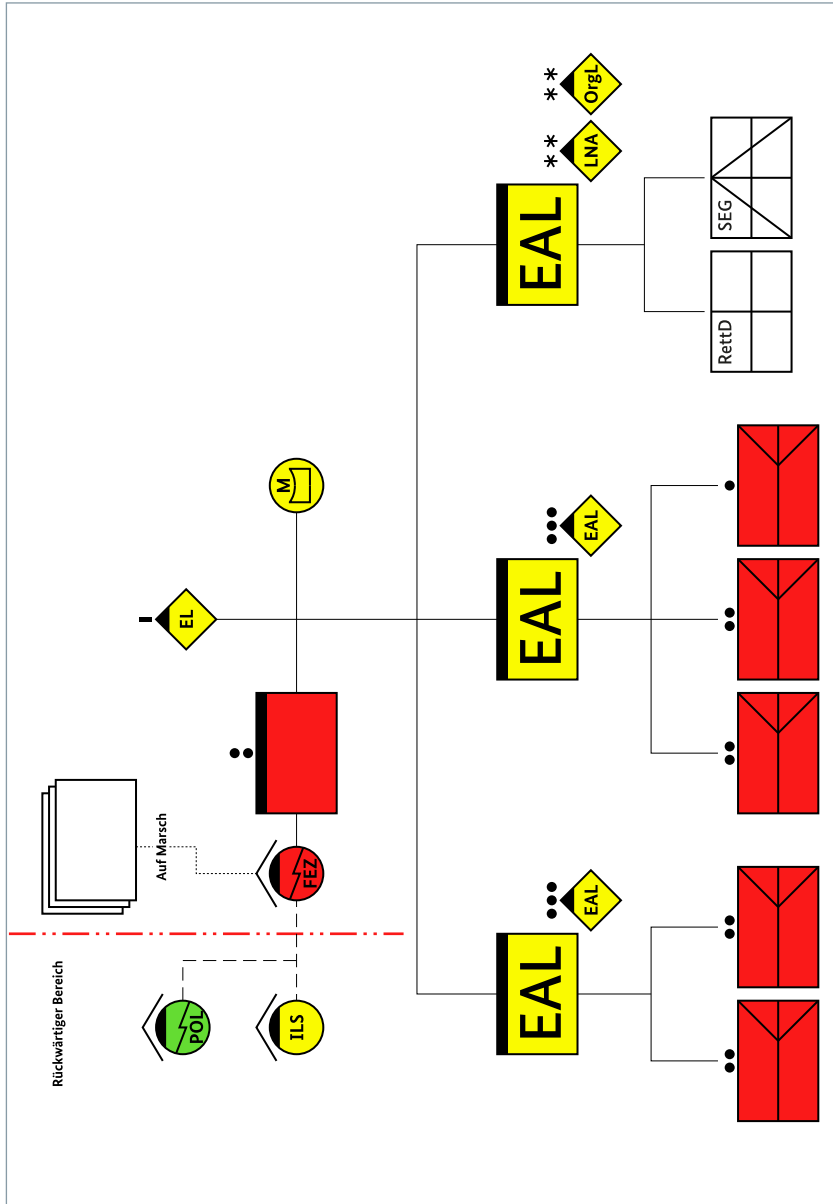 Rückwärtiger Bereich
POL
ILS
Auf Marsch
FEZ
EL
M
EAL
EAL
EAL
EAL
EAL
LNA
OrgL
RettD
SEG